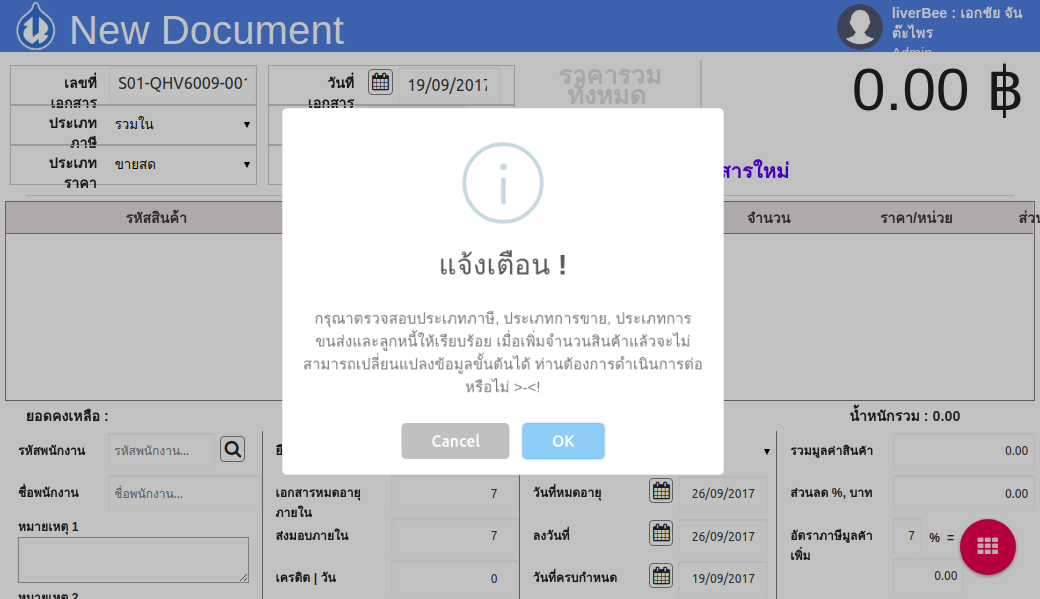 New Document
liverBee : เอกชัย จัน
ต๊ะไพร
Admin
เลขที่
เอกสาร
S01-QHV6009-001
วันที่
เอกสาร
19/09/2017
ราคารวม
ทั้งหมด
0.00 ฿
ประเภท
ภาษี
รวมใน
ประเภท
ราคา
ขายสด
สารใหม่
รหัสสินค้า
จำนวน
ราคา/หน่วย
ส่วน
แจ้งเตือน !
กรุณาตรวจสอบประเภทภาษี, ประเภทการขาย, ประเภทการ
ขนส่งและลูกหนี้ให้เรียบร้อย เมื่อเพิ่มจำนวนสินค้าแล้วจะไม่
สามารถเปลี่ยนแปลงข้อมูลขั้นต้นได้ ท่านต้องการดำเนินการต่อ
หรือไม่ >-<!
Cancel
OK
ยอดคงเหลือ :
น้ำหนักรวม : 0.00
รหัสพนักงาน
รหัสพนักงาน...
รวมมูลค่าสินค้า
0.00
ชื่อพนักงาน
ชื่อพนักงาน...
เอกสารหมดอายุ
ภายใน
7
วันที่หมดอายุ
26/09/2017
ส่วนลด %, บาท
0.00
หมายเหตุ 1
ส่งมอบภายใน
7
ลงวันที่
26/09/2017
อัตราภาษีมูลค่า
เพิ่ม
7
% =
0.00
เครดิต | วัน
0
วันที่ครบกำหนด
19/09/2017
หมายเหตุ 2